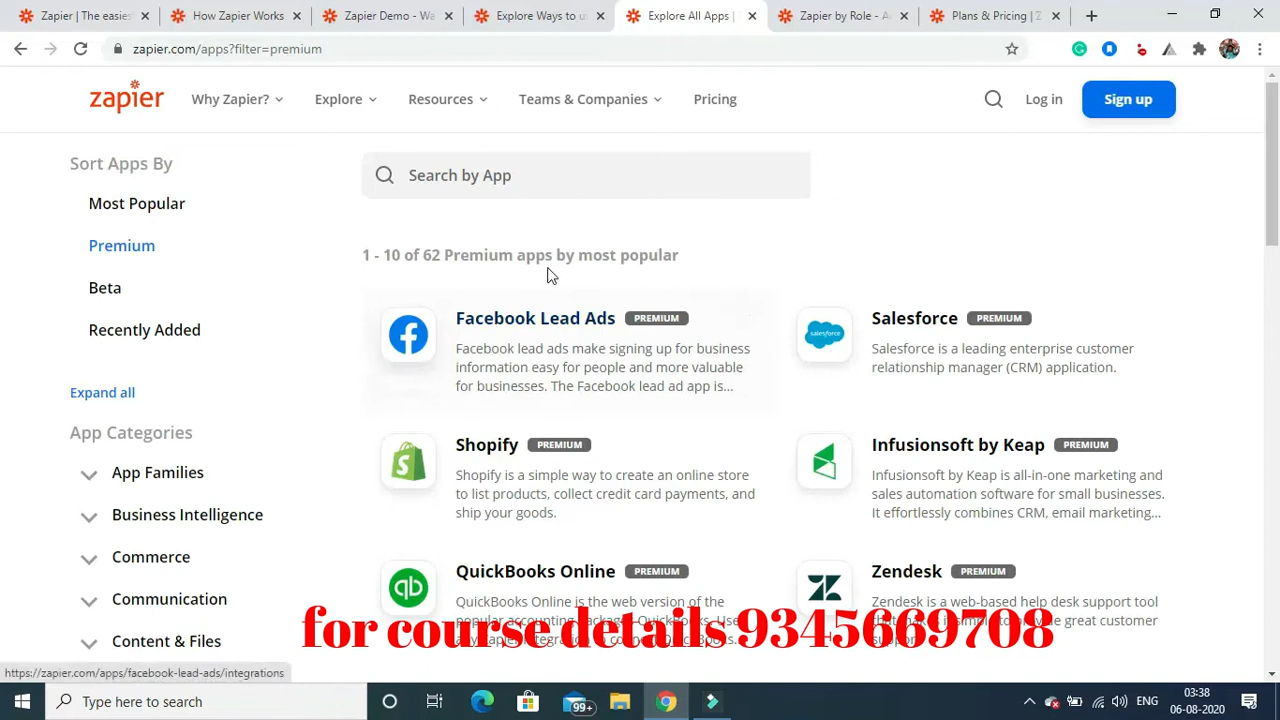 Zapier | The easies
How Zapier Works
Zapier Demo - Wa
Explore Ways to u
Explore All Apps |
Zapier by Role - A
Plans & Pricing | Z
zapier.com/apps?filter=premium
zapier
Why Zapier?
Explore
Resources
Teams & Companies
Pricing
Log in
Sign up
Sort Apps By
Most Popular
Premium
Beta
Recently Added
Expand all
App Categories
App Families
Business Intelligence
Commerce
Communication
Content & Files
Search by App
1 - 10 of 62 Premium apps by most popular
Facebook Lead Ads PREMIUM
Facebook lead ads make signing up for business
information easy for people and more valuable
for businesses. The Facebook lead ad app is...
salesforce
Salesforce PREMIUM
Salesforce is a leading enterprise customer
relationship manager (CRM) application.
Shopify PREMIUM
Shopify is a simple way to create an online store
to list products, collect credit card payments, and
ship your goods.
Infusionsoft by Keap PREMIUM
Infusionsoft by Keap is all-in-one marketing and
sales automation software for small businesses.
It effortlessly combines CRM, email marketing...
qb
QuickBooks Online PREMIUM
QuickBooks Online is the web version of the
popular accounting package QuickBooks. Use
Zendesk PREMIUM
Zendesk is a web-based help desk support tool
for course details 9345669708
https://zapier.com/apps/facebook-lead-ads/integrations
Type here to search
99+
ENG
03:38
06-08-2020